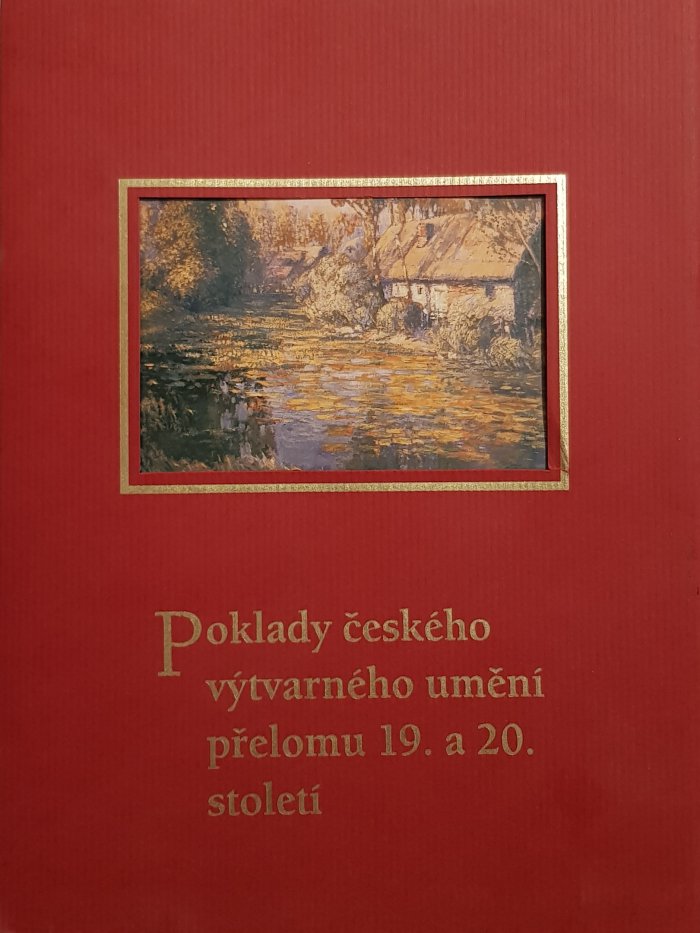 Poklady českého
výtvarného umění
přelomu 19. a 20.
století